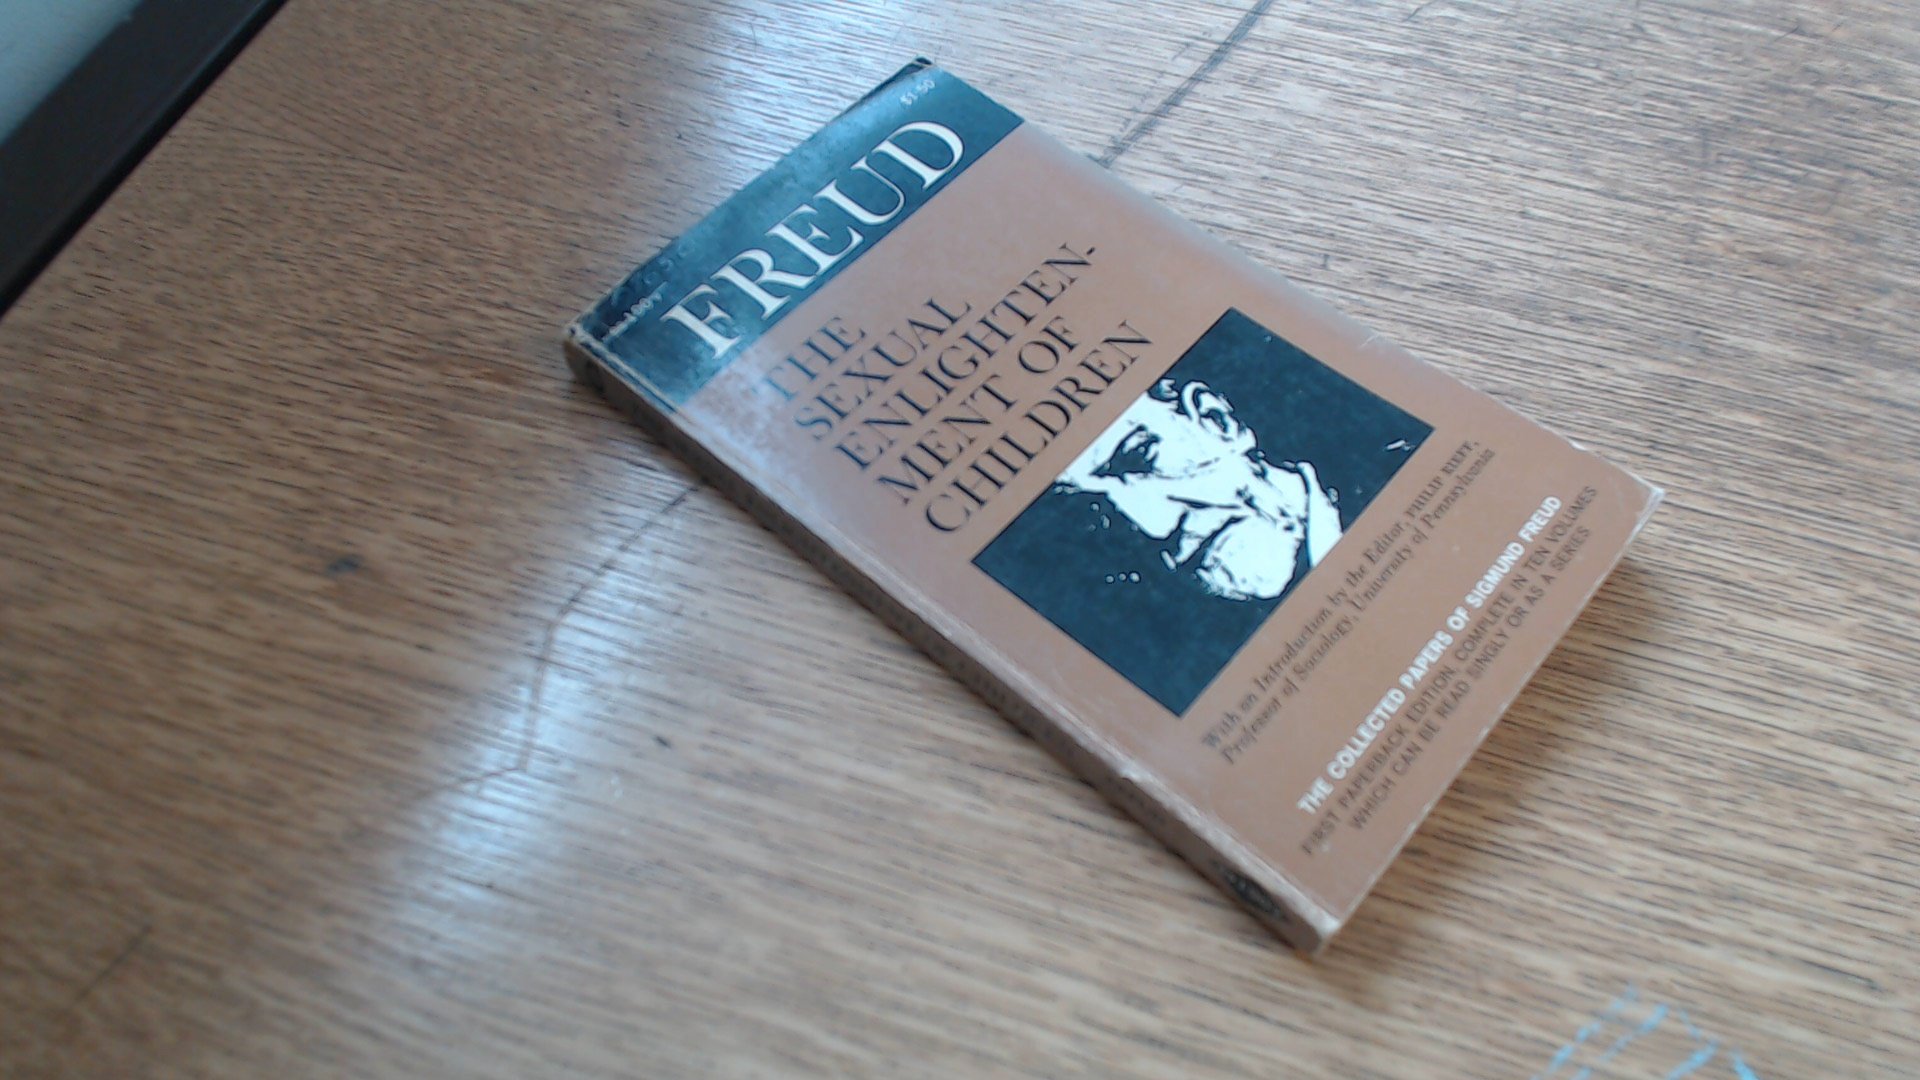 $1.50
FREUD
THE
SEXUAL
ENLIGHTEN-
MENT OF
CHILDREN
With an Introduction by the Editor, PHILIP RIEFF,
Professor of Sociology, University of Pennsylvania
THE COLLECTED PAPERS OF SIGMUND FREUD
FIRST PAPERBACK EDITION, COMPLETE IN TEN VOLUMES
WHICH CAN BE READ SINGLY OR AS A SERIES